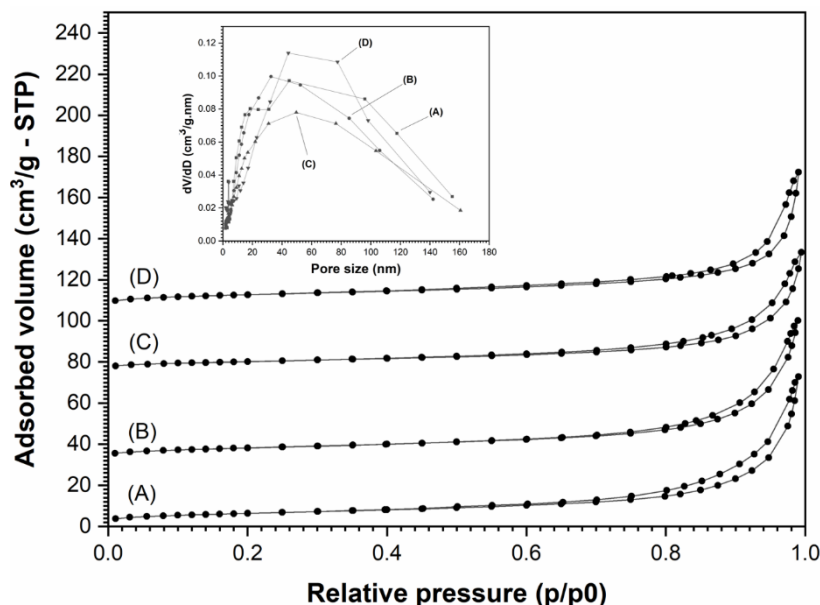 250
240
220
200
180
160
140
120
100
80
60
40
20
0
0.0
0.2
0.4
0.6
0.8
1.0
Adsorbed volume (cm³/g - STP)
Relative pressure (p/p0)
(D)
(C)
(B)
(A)
0.12
0.10
0.08
0.06
0.04
0.02
0.00
0 20 40 60 80 100 120 140 160 180
dV/dD (cm³/g.nm)
Pore size (nm)
(D)
(B)
(A)
(C)